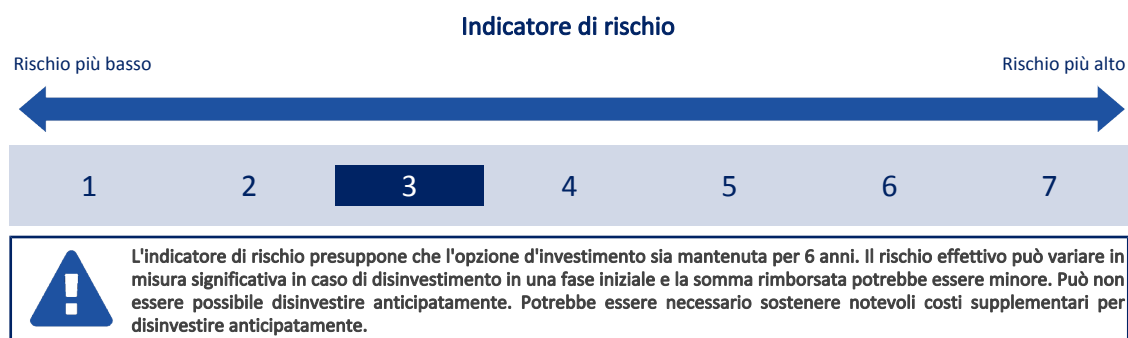 Indicatore di rischio
Rischio più basso
Rischio più alto
1 2 3 4 5 6 7
L'indicatore di rischio presuppone che l'opzione d'investimento sia mantenuta per 6 anni. Il rischio effettivo può variare in
misura significativa in caso di disinvestimento in una fase iniziale e la somma rimborsata potrebbe essere minore. Può non
essere possibile disinvestire anticipatamente. Potrebbe essere necessario sostenere notevoli costi supplementari per
disinvestire anticipatamente.